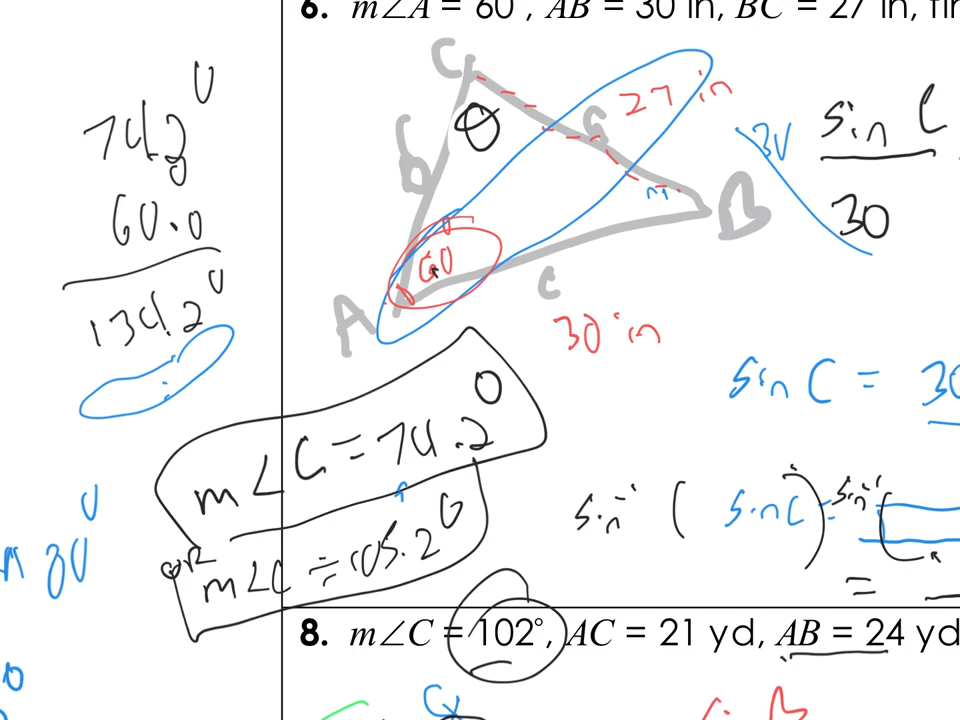 6. m∠A = 60°, AB = 30 in, BC = 27 in, fin
C
27 in
74.2°
60.0
134.2°
b
θ
a
B
60
A
c
30 in
sin C
30
sin C = 30
m∠C = 74.2°
or
m∠C = 105.2°
sin⁻¹ ( sin C ) = sin⁻¹ (
=
8. m∠C = 102°, AC = 21 yd, AB = 24 yd